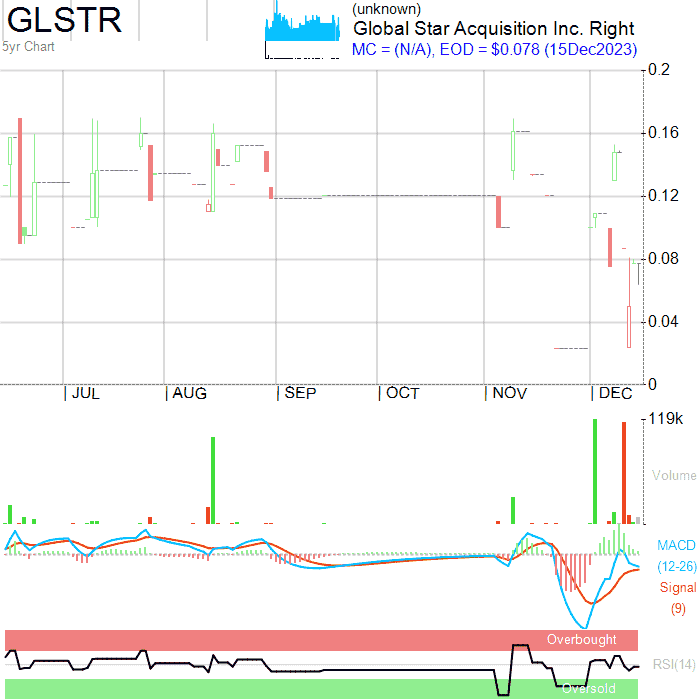 GLSTR
(unknown)
Global Star Acquisition Inc. Right
5yr Chart
MC = (N/A), EOD = $0.078 (15Dec2023)
0.2
0.16
0.12
0.08
0.04
0
JUL AUG SEP OCT NOV DEC
119k
Volume
MACD
(12-26)
Signal
(9)
Overbought
RSI(14)
Oversold